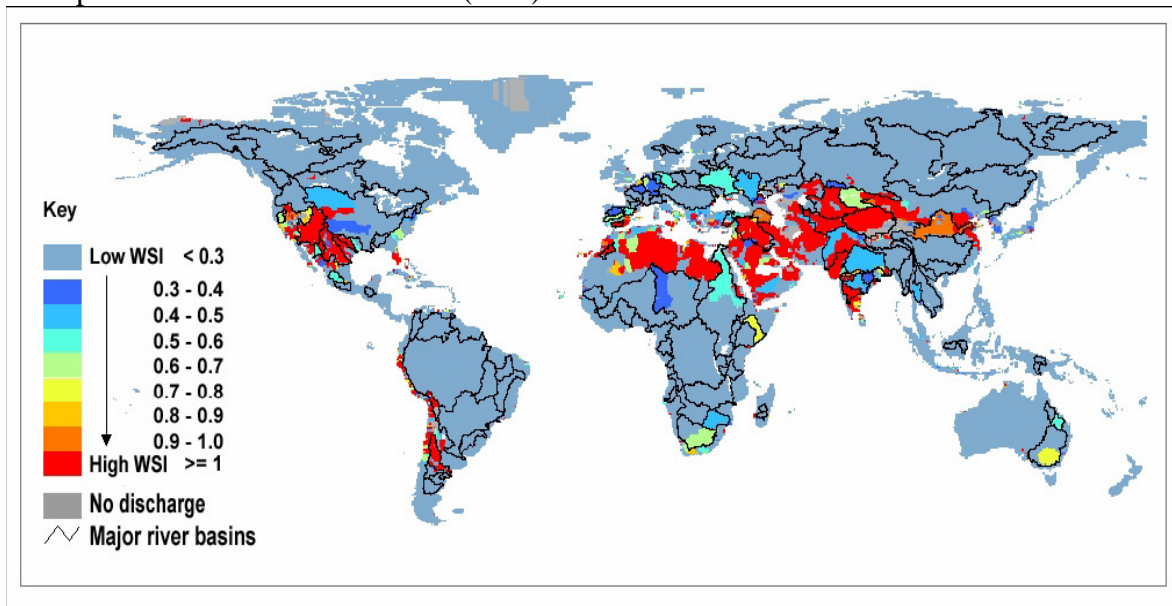 Key
Low WSI < 0.3
0.3 - 0.4
0.4 - 0.5
0.5 - 0.6
0.6 - 0.7
0.7 - 0.8
0.8 - 0.9
0.9 - 1.0
High WSI >= 1
No discharge
Major river basins